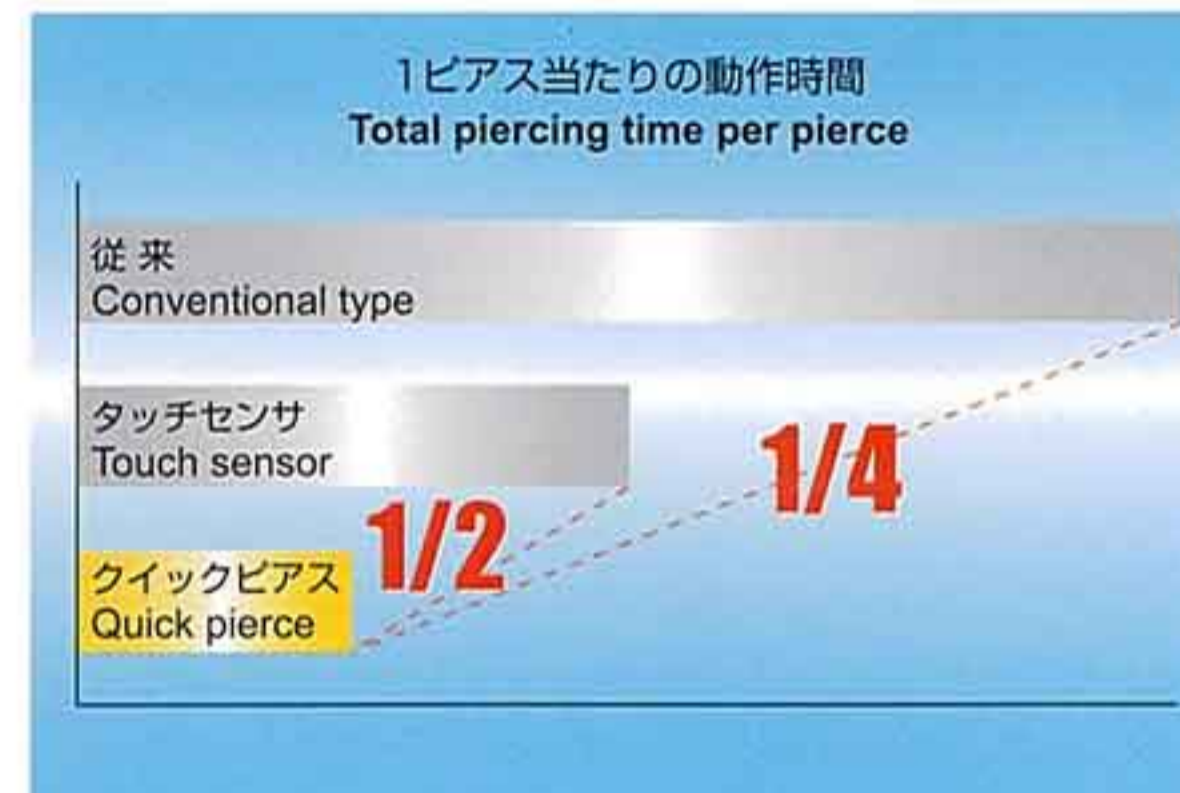 1ピアス当たりの動作時間
Total piercing time per pierce
従 来
Conventional type
タッチセンサ
Touch sensor
1/4
1/2
クイックピアス
Quick pierce